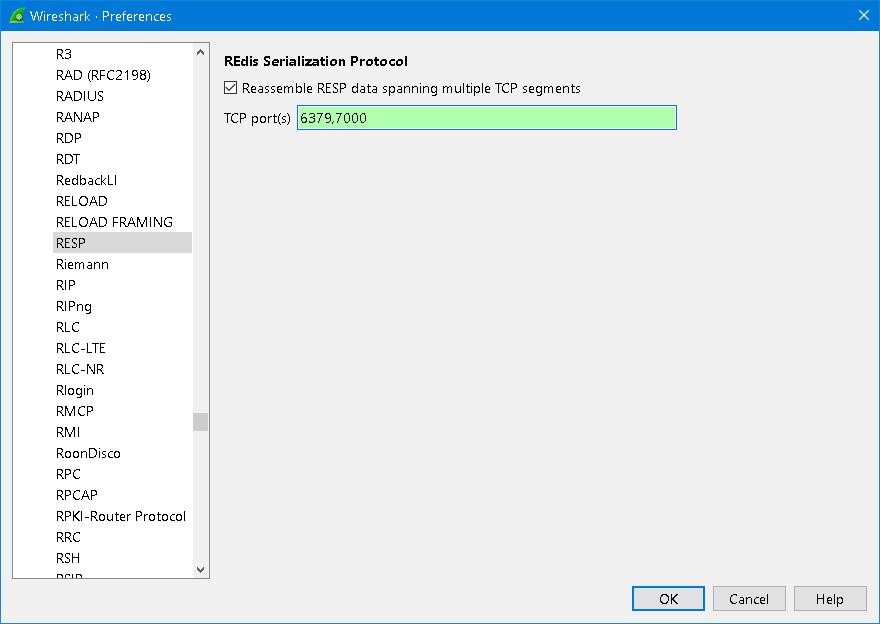 Wireshark · Preferences
R3
RAD (RFC2198)
RADIUS
RANAP
RDP
RDT
RedbackLI
RELOAD
RELOAD FRAMING
RESP
Riemann
RIP
RIPng
RLC
RLC-LTE
RLC-NR
Rlogin
RMCP
RMI
RoonDisco
RPC
RPCAP
RPKI-Router Protocol
RRC
RSH
RSIP
REdis Serialization Protocol
Reassemble RESP data spanning multiple TCP segments
TCP port(s) 6379,7000
OK Cancel Help